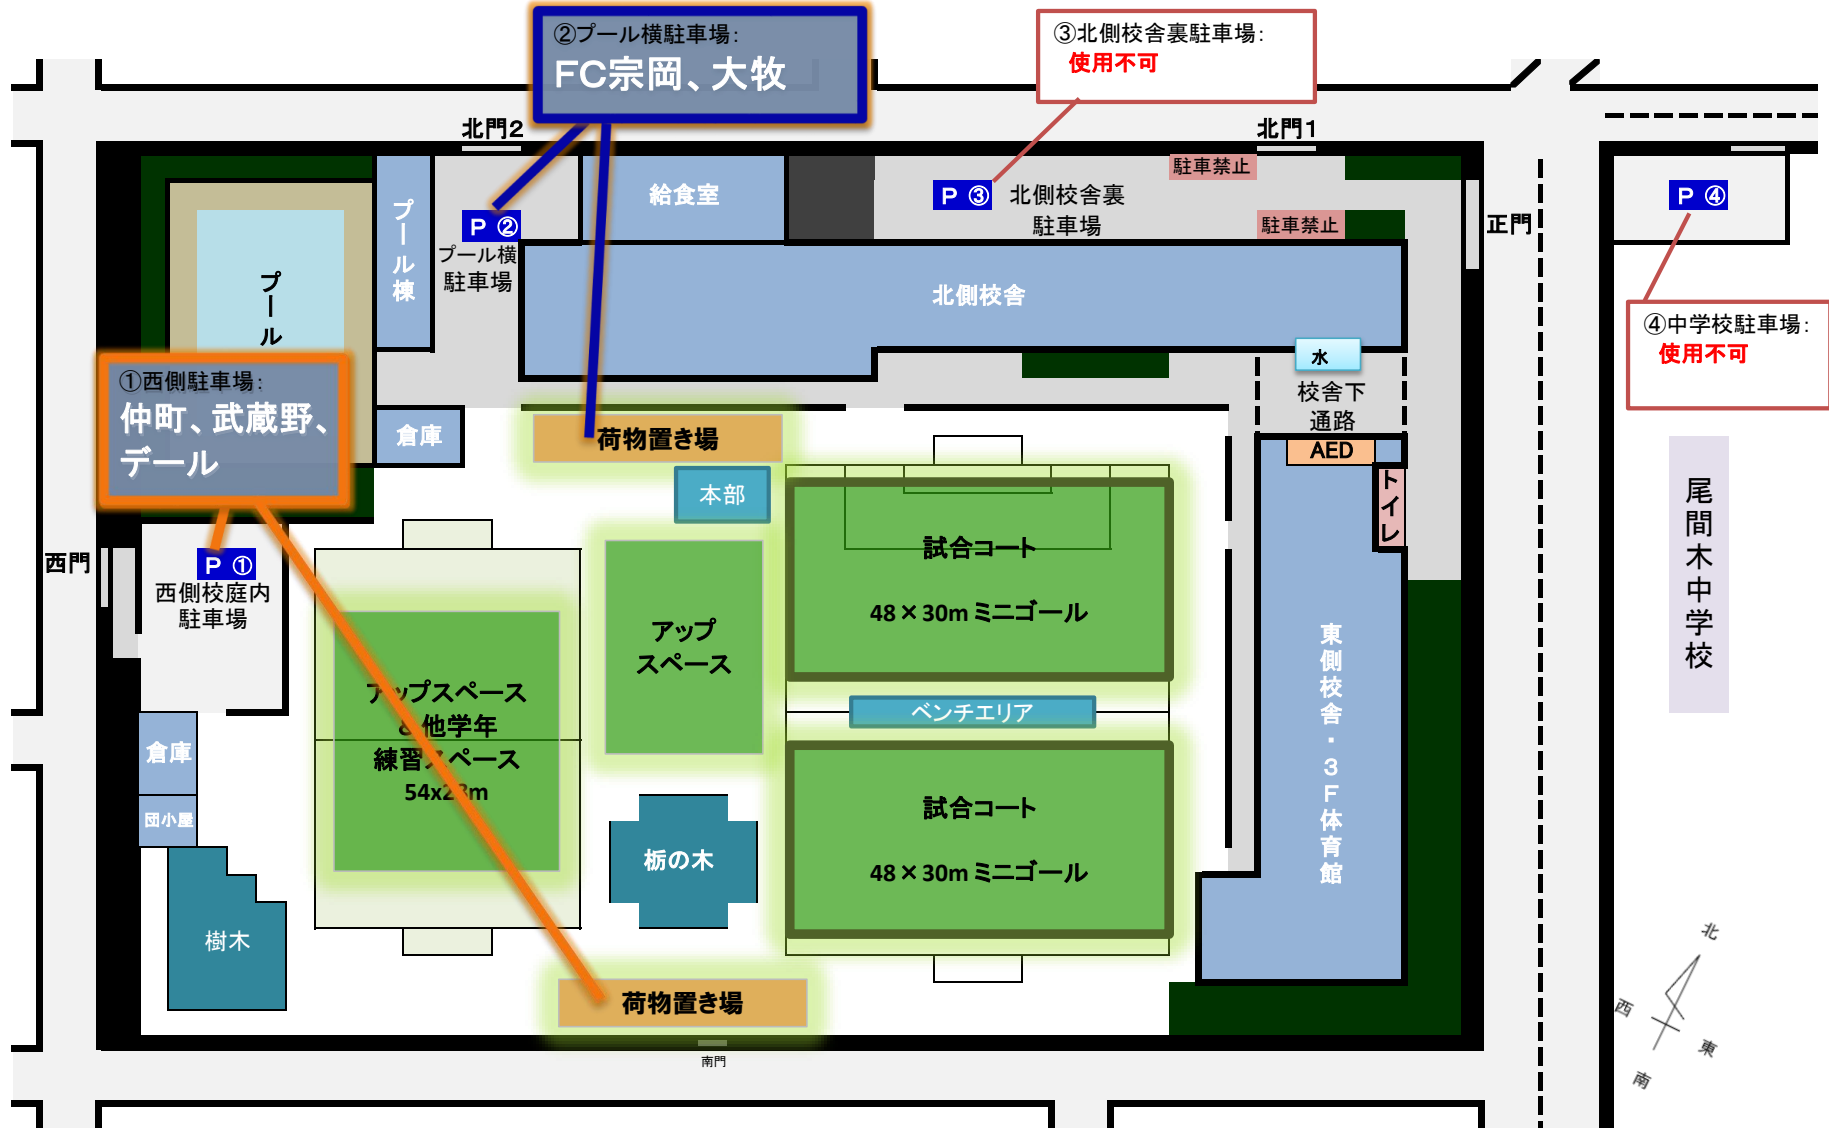 ②プール横駐車場：
FC宗岡、大牧
③北側校舎裏駐車場：
使用不可
北門２
北門１
駐車禁止
給食室
P ③
北側校舎裏
駐車場
P ④
プール棟
P ②
駐車禁止
正門
プール横
駐車場
プール
北側校舎
④中学校駐車場：
使用不可
水
①西側駐車場：
仲町、武蔵野、
デール
校舎下
通路
倉庫
荷物置き場
AED
トイレ
本部
尾間木中学校
西門
P ①
西側校庭内
駐車場
試合コート
48×30m ミニゴール
アップ
スペース
アップスペース
＆他学年
練習スペース
54x23m
ベンチエリア
東側校舎・３Ｆ体育館
倉庫
団小屋
試合コート
48×30m ミニゴール
栃の木
樹木
荷物置き場
南門
北
西
東
南